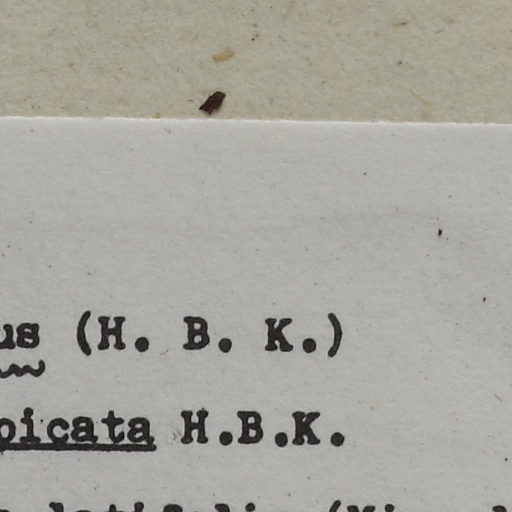 us (H. B. K.)
picata H.B.K.